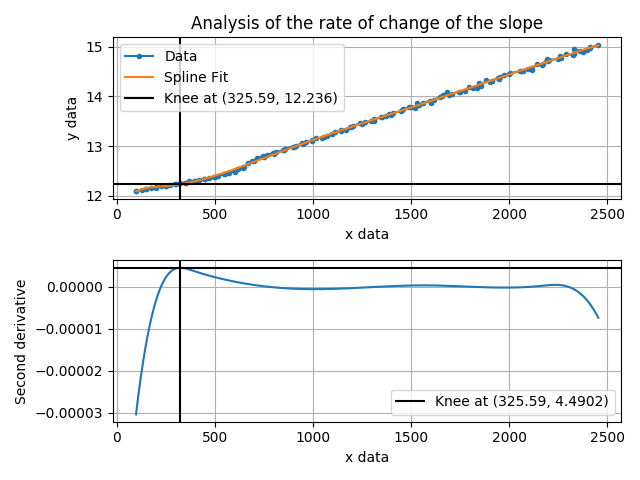 Analysis of the rate of change of the slope
15
14
13
12
y data
Data
Spline Fit
Knee at (325.59, 12.236)
0
500
1000
1500
2000
2500
x data
0.00000
−0.00001
−0.00002
−0.00003
Second derivative
Knee at (325.59, 4.4902)
0
500
1000
1500
2000
2500
x data